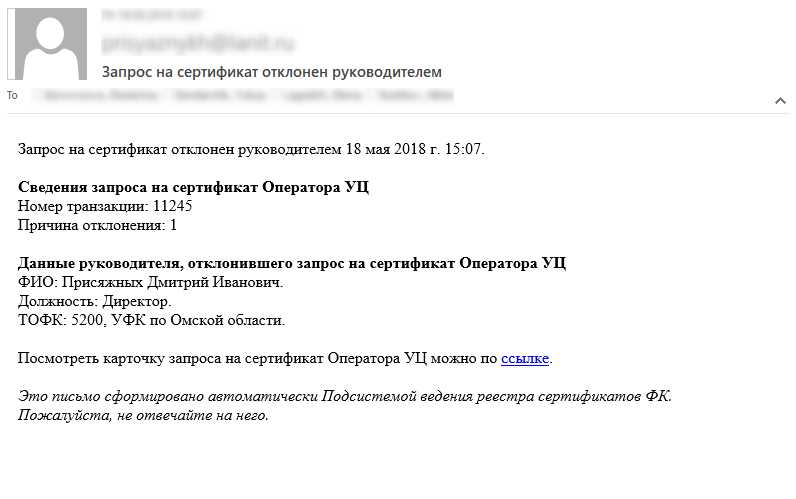 Запрос на сертификат отклонен руководителем
To
Запрос на сертификат отклонен руководителем 18 мая 2018 г. 15:07.
Сведения запроса на сертификат Оператора УЦ
Номер транзакции: 11245
Причина отклонения: 1
Данные руководителя, отклонившего запрос на сертификат Оператора УЦ
ФИО: Присяжных Дмитрий Иванович.
Должность: Директор.
ТОФК: 5200, УФК по Омской области.
Посмотреть карточку запроса на сертификат Оператора УЦ можно по ссылке.
Это письмо сформировано автоматически Подсистемой ведения реестра сертификатов ФК.
Пожалуйста, не отвечайте на него.